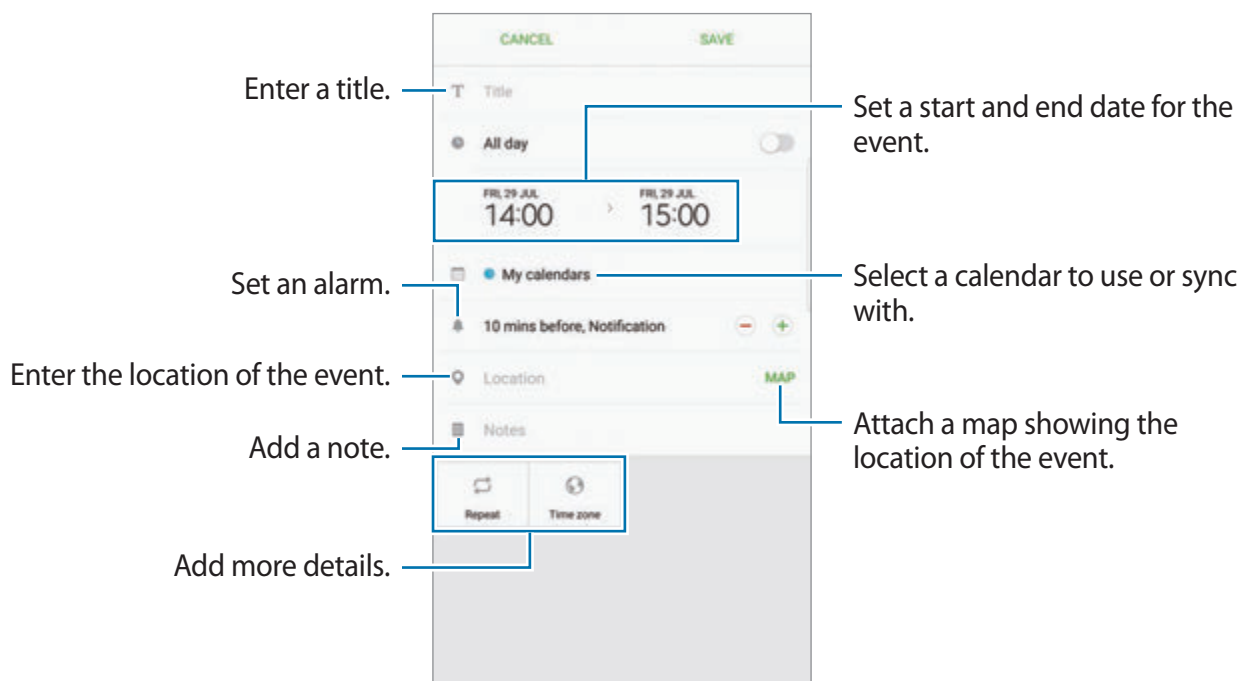 CANCEL SAVE
Enter a title.
Title
Set a start and end date for the
event.
All day
FRI, 29 JUL FRI, 29 JUL
14:00 > 15:00
Set an alarm.
My calendars
Select a calendar to use or sync
with.
10 mins before, Notification
Enter the location of the event.
Location MAP
Attach a map showing the
location of the event.
Add a note.
Notes
Repeat Time zone
Add more details.